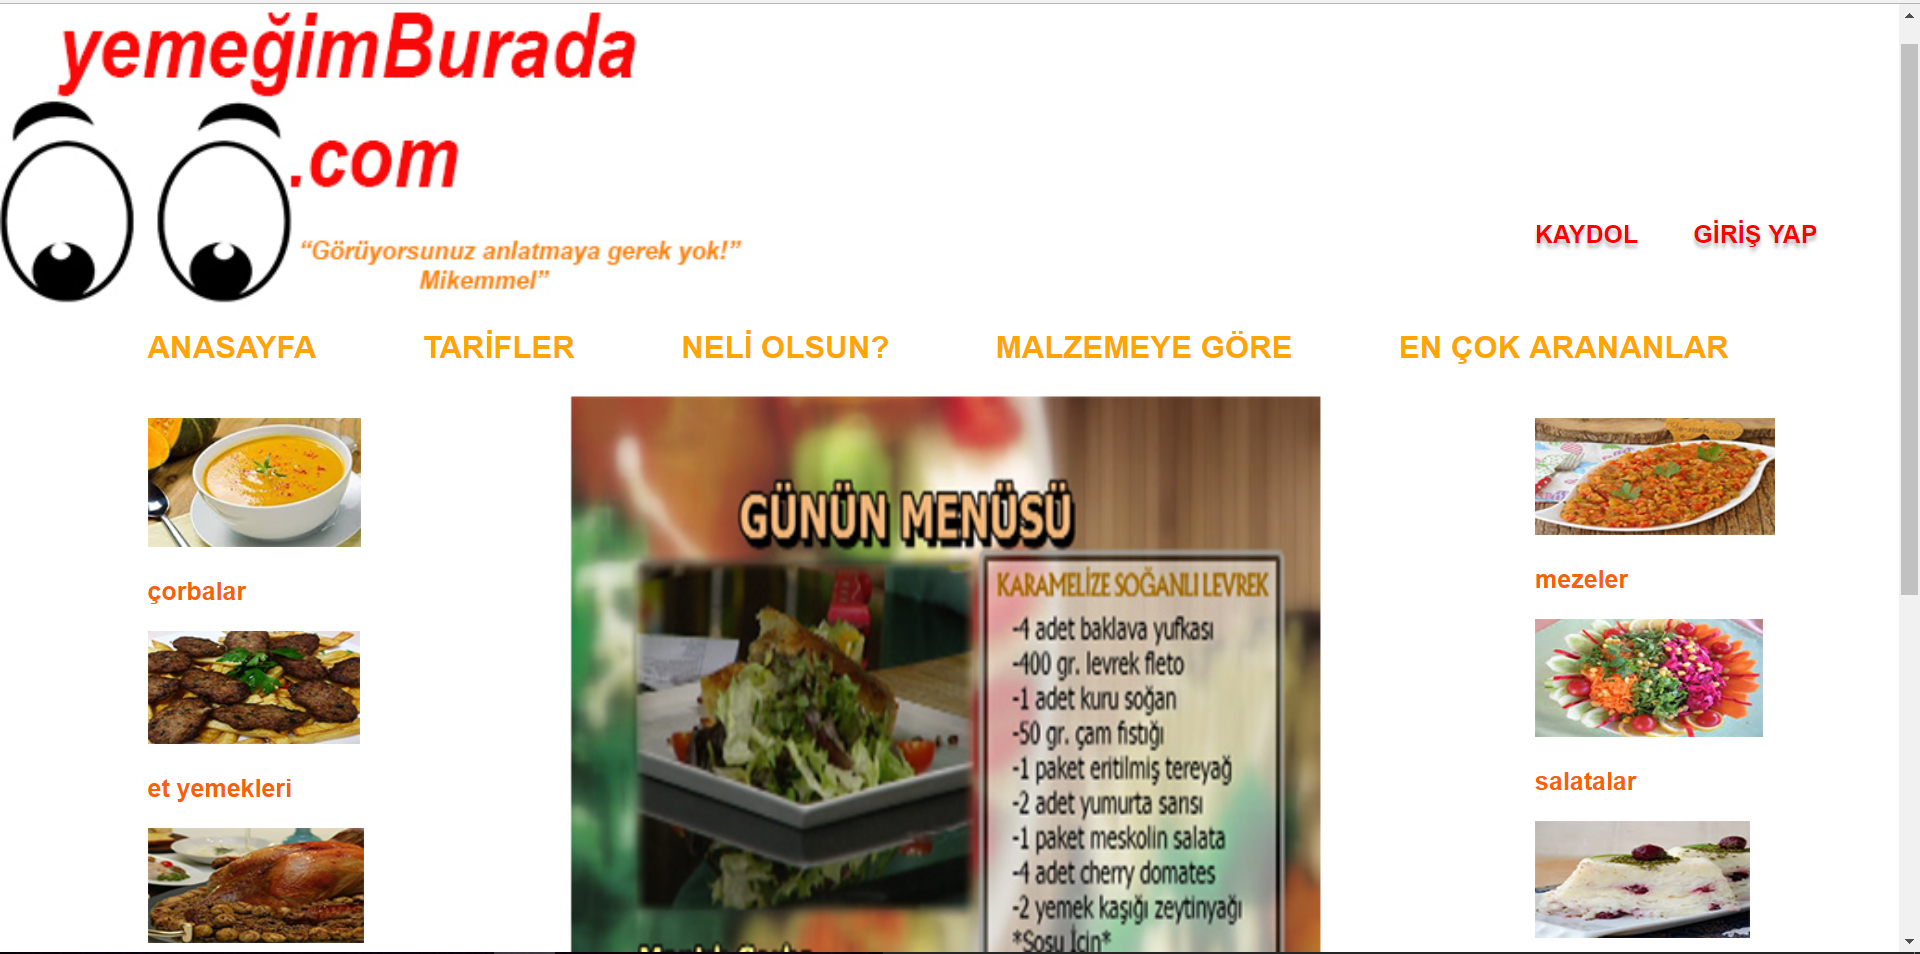 yemeğimBurada
.com
“Görüyorsunuz anlatmaya gerek yok!”
Mikemmel”
KAYDOL GİRİŞ YAP
ANASAYFA TARİFLER NELİ OLSUN? MALZEMEYE GÖRE EN ÇOK ARANANLAR
çorbalar
et yemekleri
GÜNÜN MENÜSÜ
KARAMELİZE SOĞANLI LEVREK
-4 adet baklava yufkası
-400 gr. levrek fleto
-1 adet kuru soğan
-50 gr. çam fıstığı
-1 paket eritilmiş tereyağ
-2 adet yumurta sarısı
-1 paket meskolin salata
-4 adet cherry domates
-2 yemek kaşığı zeytinyağı
*Sosu İçin*
mezeler
salatalar